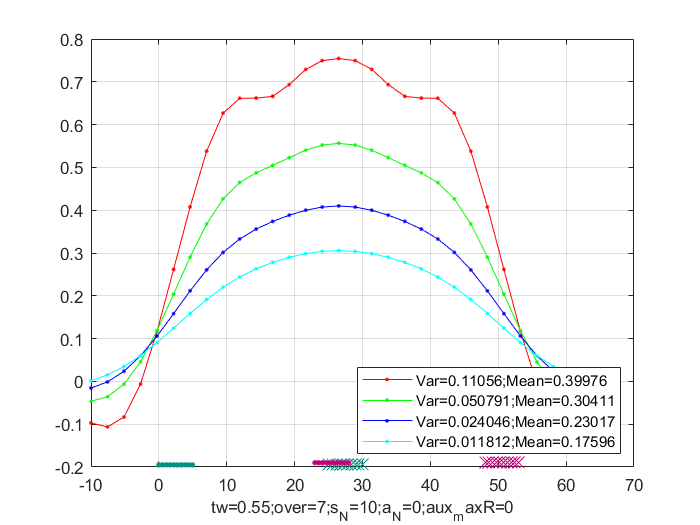 0.8
0.7
0.6
0.5
0.4
0.3
0.2
0.1
0
-0.1
-0.2
Var=0.11056;Mean=0.39976
Var=0.050791;Mean=0.30411
Var=0.024046;Mean=0.23017
Var=0.011812;Mean=0.17596
-10 0 10 20 30 40 50 60 70
tw=0.55;over=7;s_N=10;a_N=0;aux_maxR=0